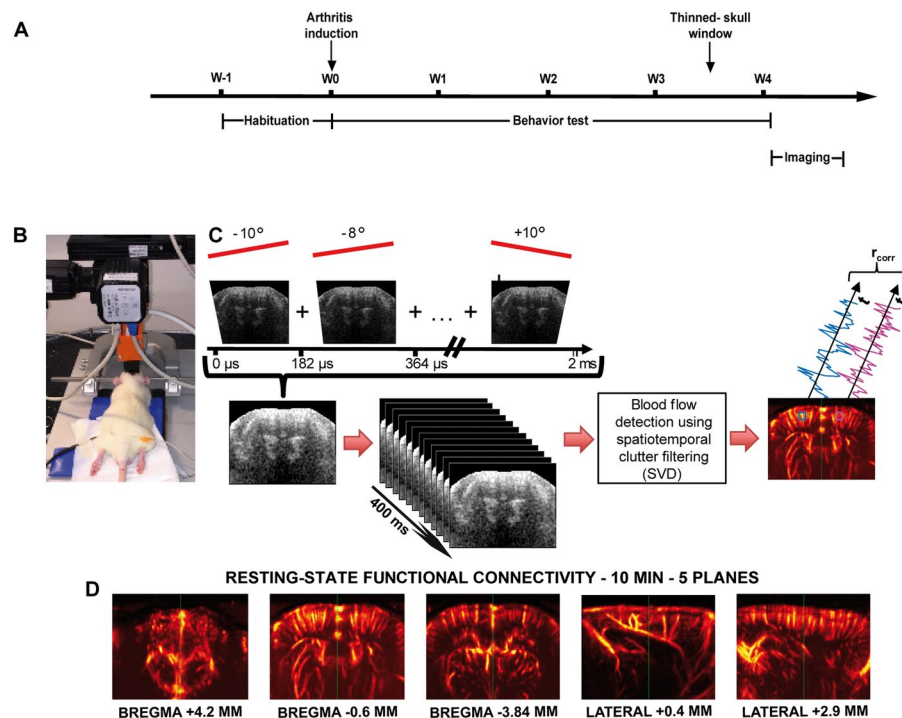 A
Arthritis
induction
Thinned- skull
window
W-1
W0
W1
W2
W3
W4
Habituation
Behavior test
Imaging
B
C
-10°
-8°
+10°
+
+
...
+
0 µs
182 µs
364 µs
2 ms
r corr
t
t
Blood flow
detection using
spatiotemporal
clutter filtering
(SVD)
400 ms
RESTING-STATE FUNCTIONAL CONNECTIVITY - 10 MIN - 5 PLANES
D
BREGMA +4.2 MM
BREGMA -0.6 MM
BREGMA -3.84 MM
LATERAL +0.4 MM
LATERAL +2.9 MM